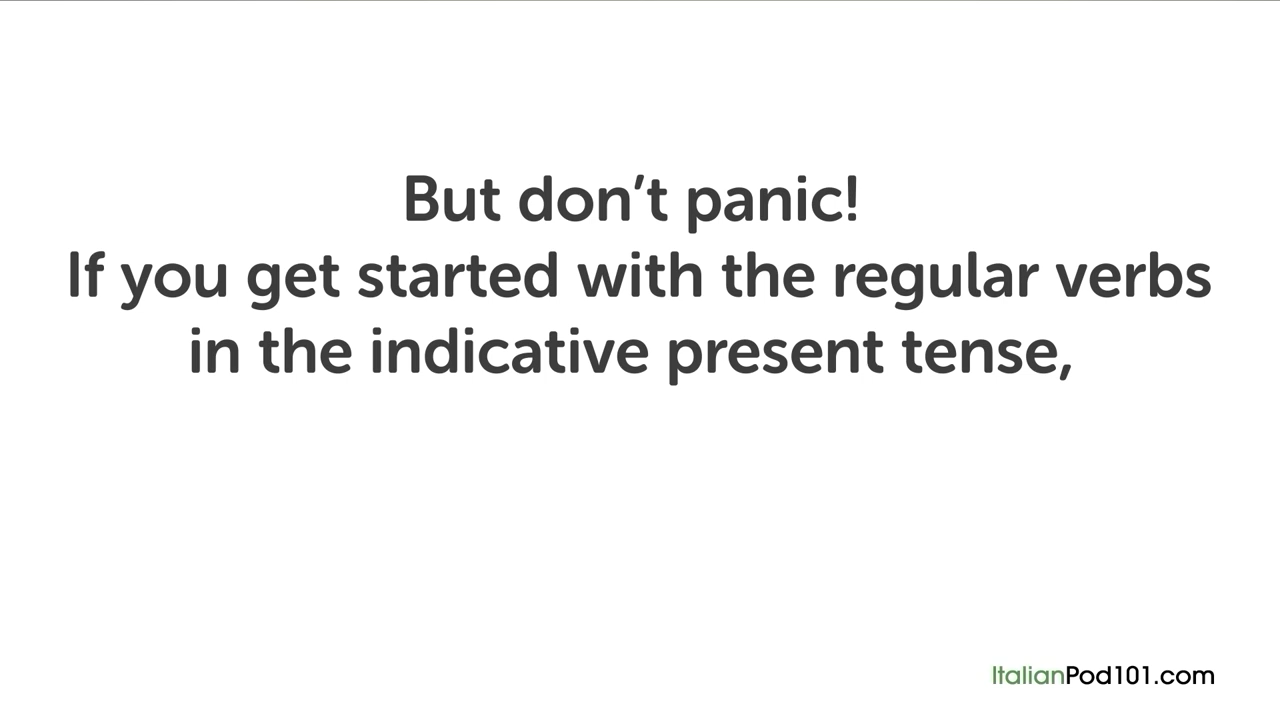 But don’t panic!
If you get started with the regular verbs
in the indicative present tense,
ItalianPod101.com